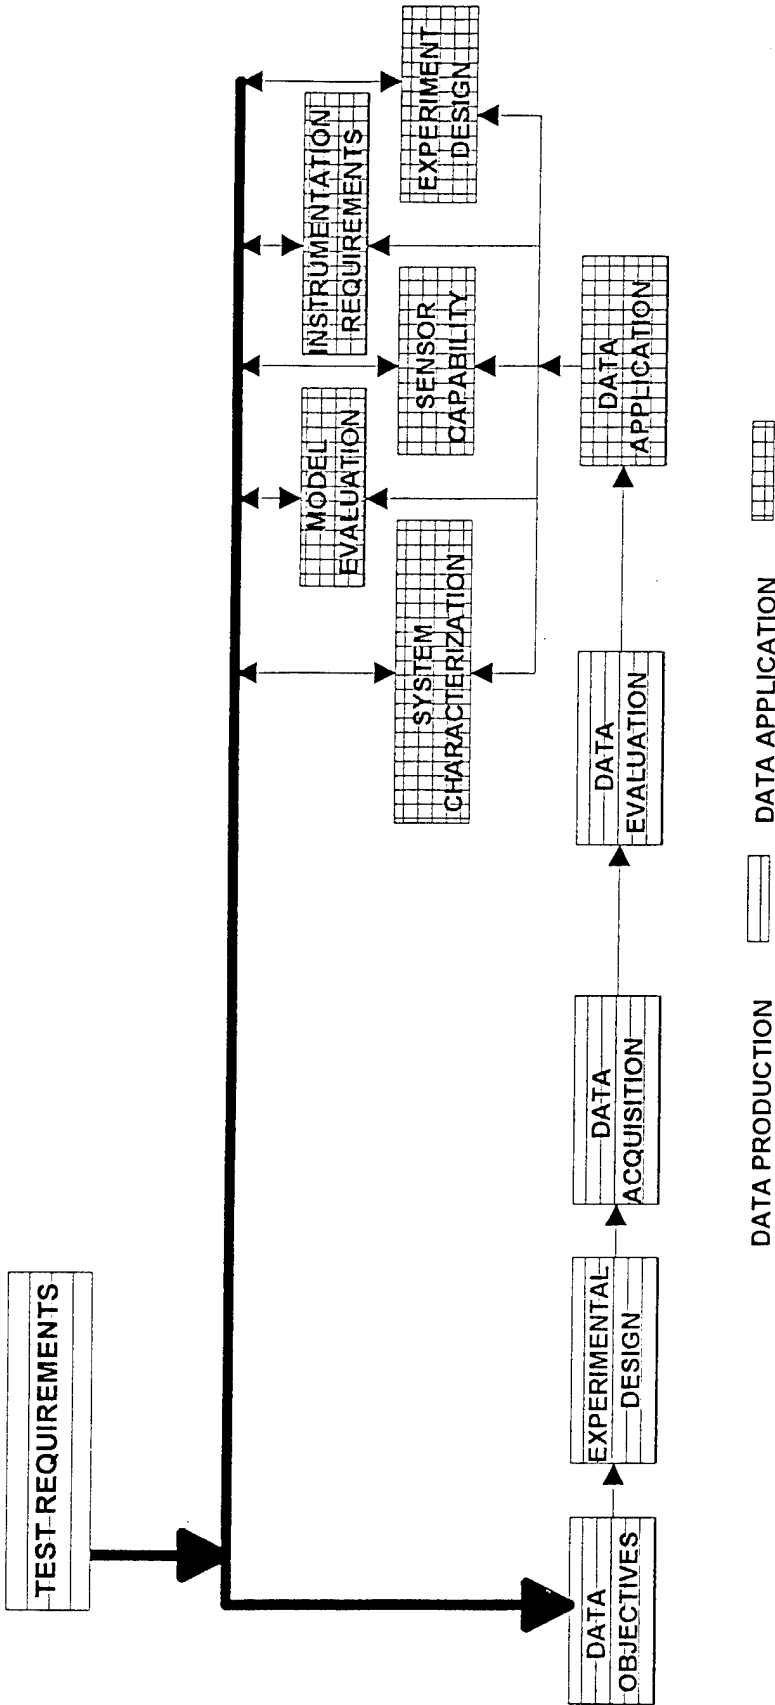 TEST REQUIREMENTS
SYSTEM
CHARACTERIZATION
MODEL
EVALUATION
SENSOR
CAPABILITY
INSTRUMENTATION
REQUIREMENTS
EXPERIMENT
DESIGN
DATA
OBJECTIVES
EXPERIMENTAL
DESIGN
DATA
ACQUISITION
DATA
EVALUATION
DATA
APPLICATION
DATA PRODUCTION
DATA APPLICATION